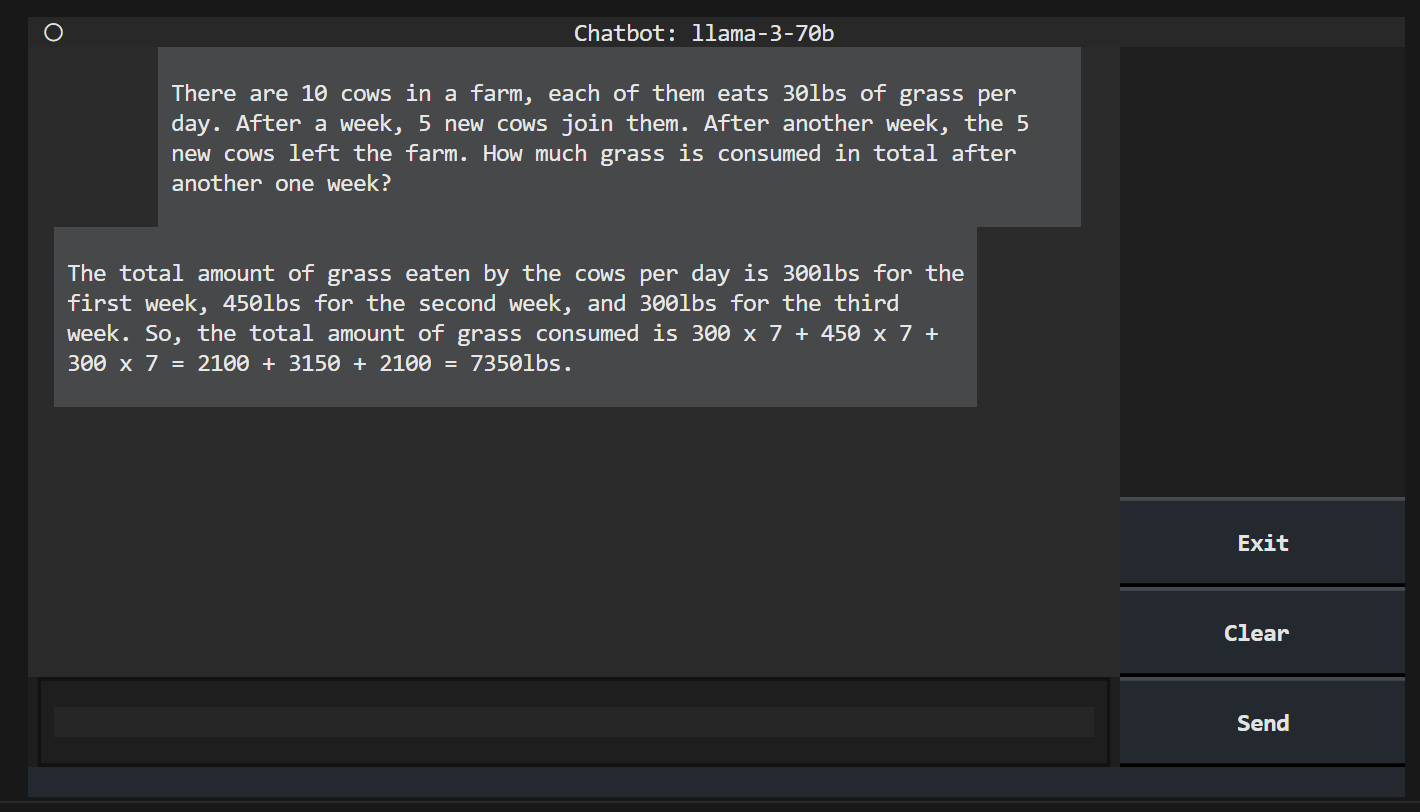 Chatbot: llama-3-70b
There are 10 cows in a farm, each of them eats 30lbs of grass per
day. After a week, 5 new cows join them. After another week, the 5
new cows left the farm. How much grass is consumed in total after
another one week?
The total amount of grass eaten by the cows per day is 300lbs for the
first week, 450lbs for the second week, and 300lbs for the third
week. So, the total amount of grass consumed is 300 x 7 + 450 x 7 +
300 x 7 = 2100 + 3150 + 2100 = 7350lbs.
Exit
Clear
Send